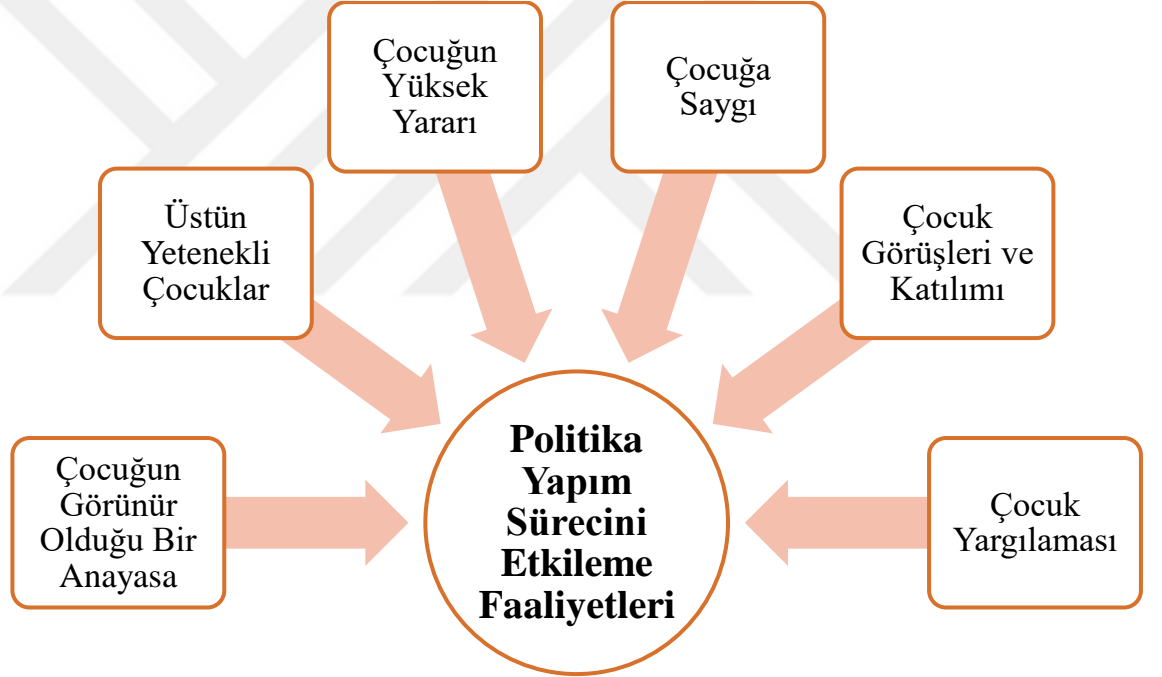 Çocuğun
Yüksek
Yararı
Çocuğa
Saygı
Üstün
Yetenekli
Çocuklar
Çocuk
Görüşleri ve
Katılımı
Çocuğun
Görünür
Olduğu Bir
Anayasa
Politika
Yapım
Sürecini
Etkileme
Faaliyetleri
Çocuk
Yargılaması